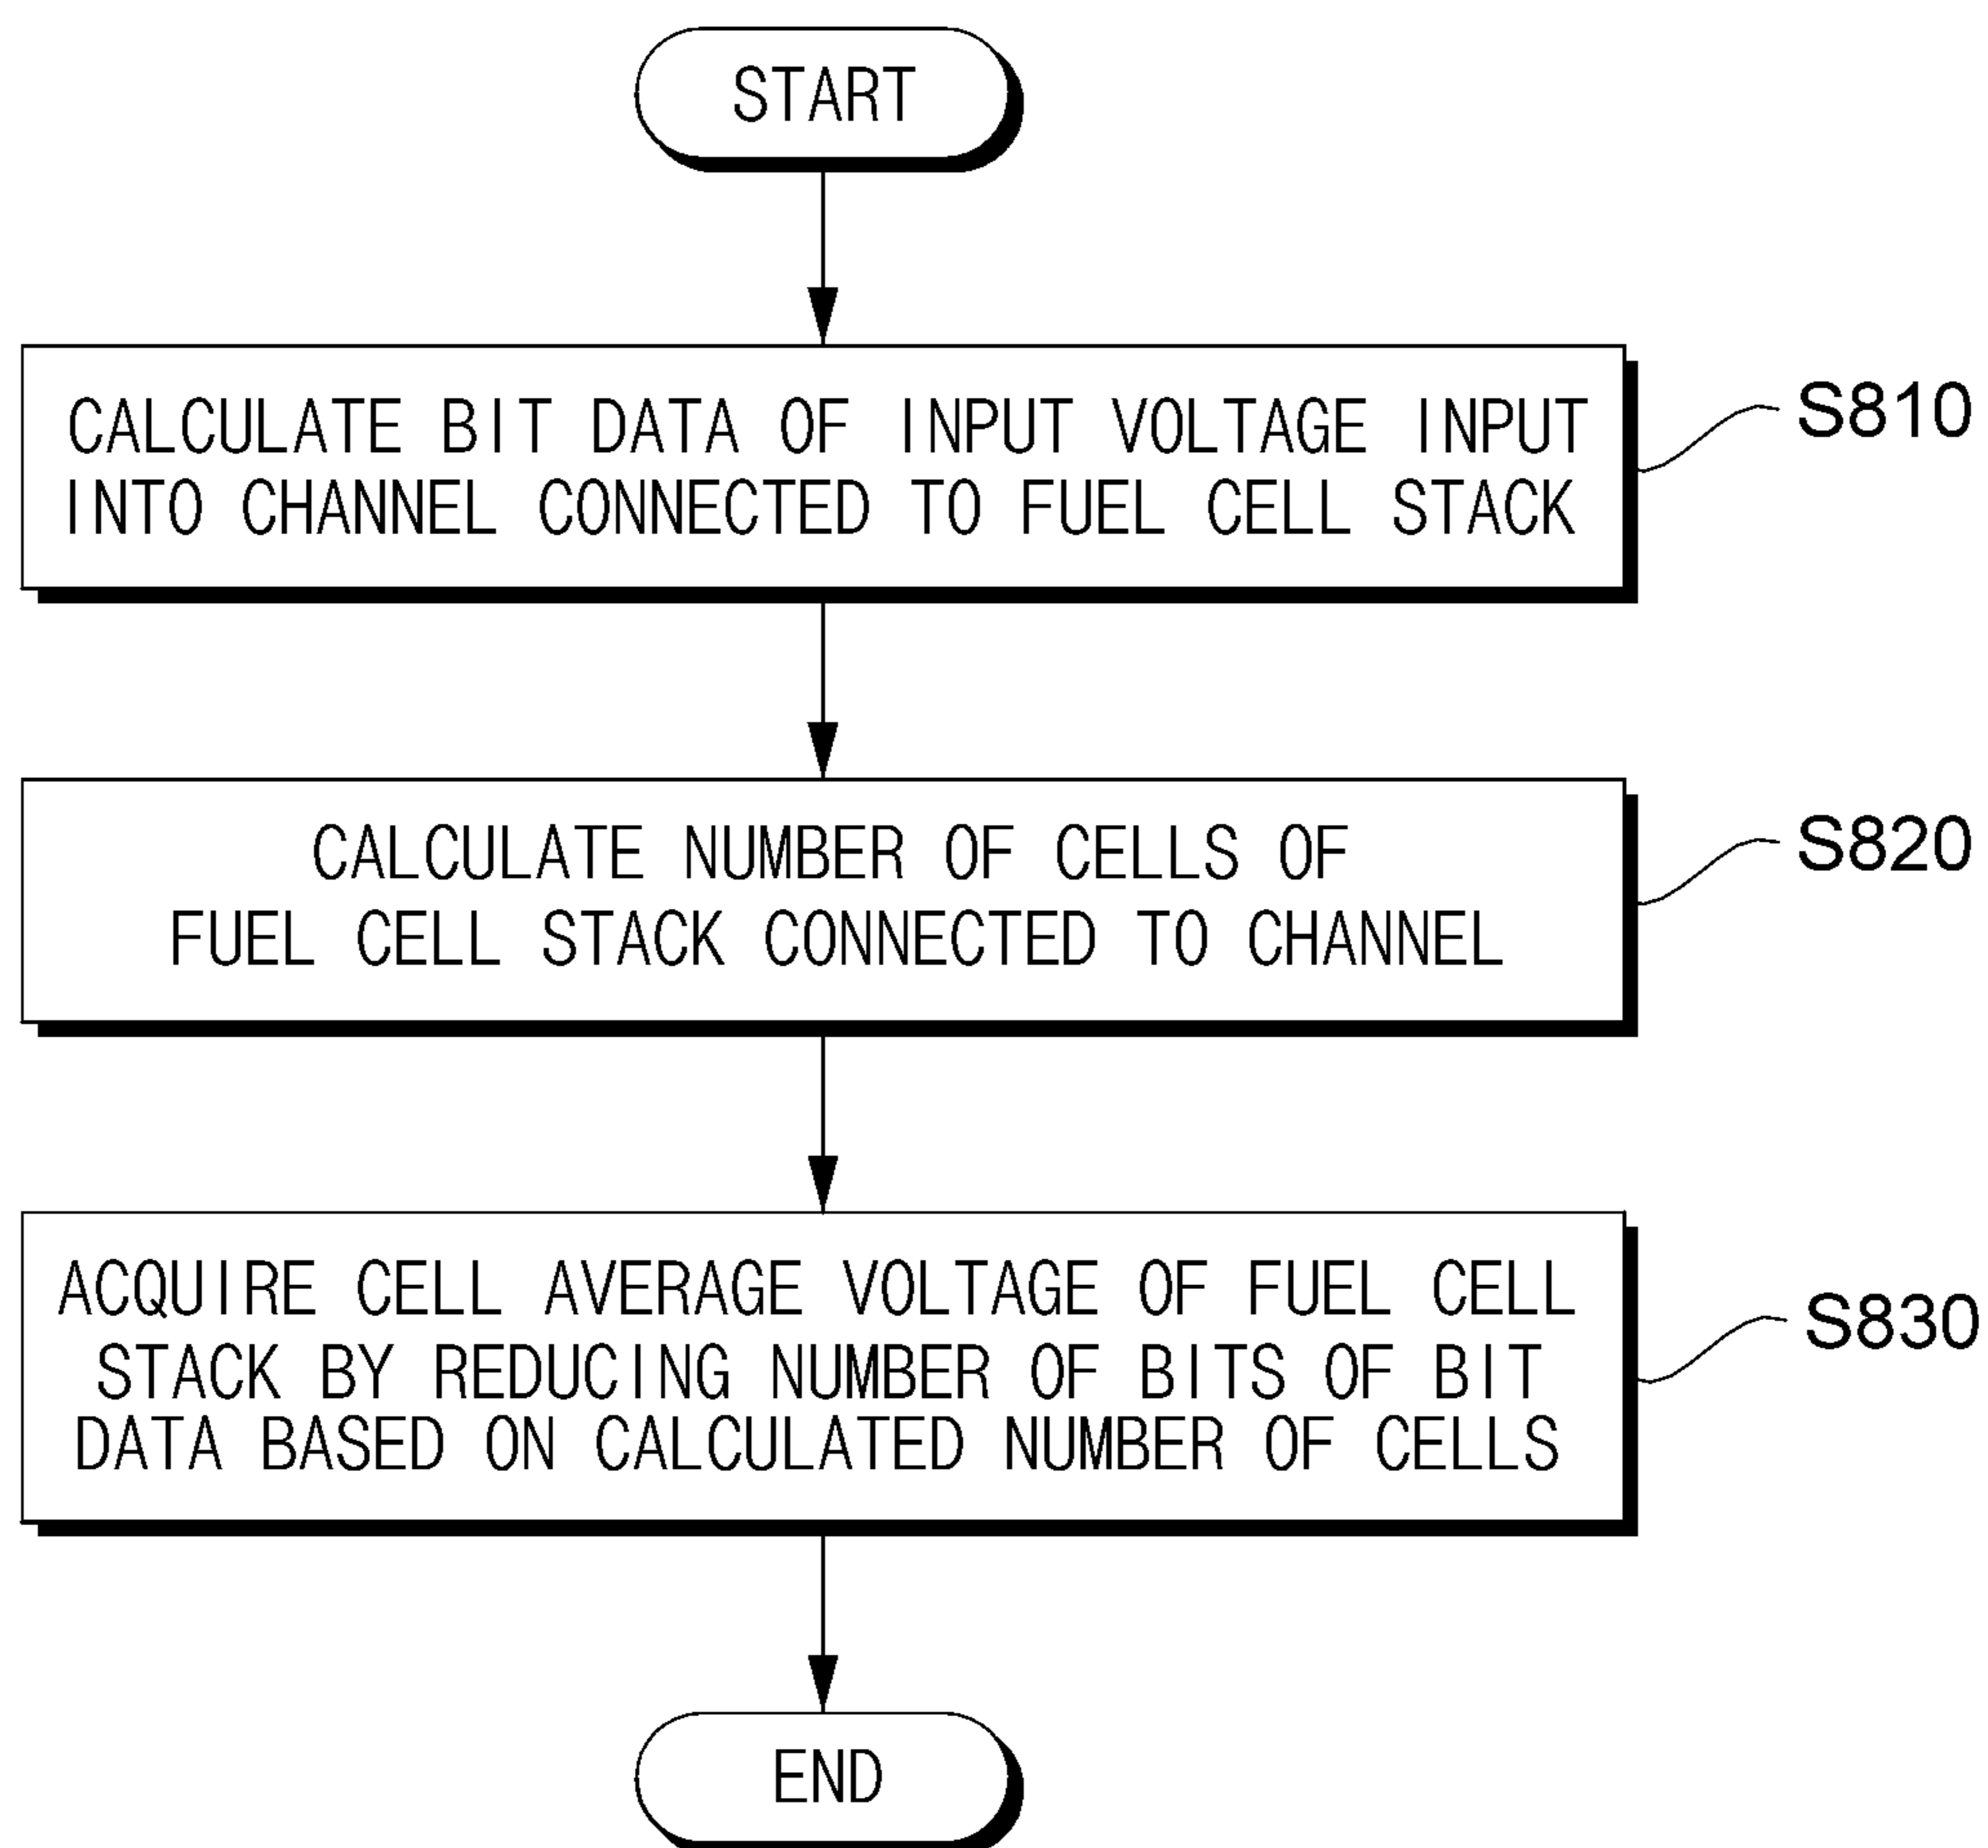 START
CALCULATE BIT DATA OF INPUT VOLTAGE INPUT
INTO CHANNEL CONNECTED TO FUEL CELL STACK
S810
CALCULATE NUMBER OF CELLS OF
FUEL CELL STACK CONNECTED TO CHANNEL
S820
ACQUIRE CELL AVERAGE VOLTAGE OF FUEL CELL
STACK BY REDUCING NUMBER OF BITS OF BIT
DATA BASED ON CALCULATED NUMBER OF CELLS
S830
END